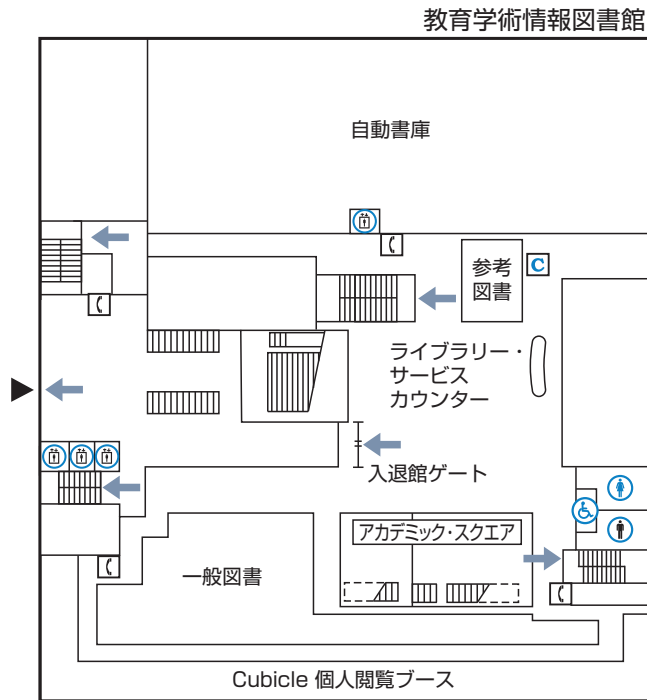 教育学術情報図書館
自動書庫
参考
図書
C
ライブラリー・
サービス
カウンター
入退館ゲート
アカデミック・スクエア
一般図書
Cubicle 個人閲覧ブース